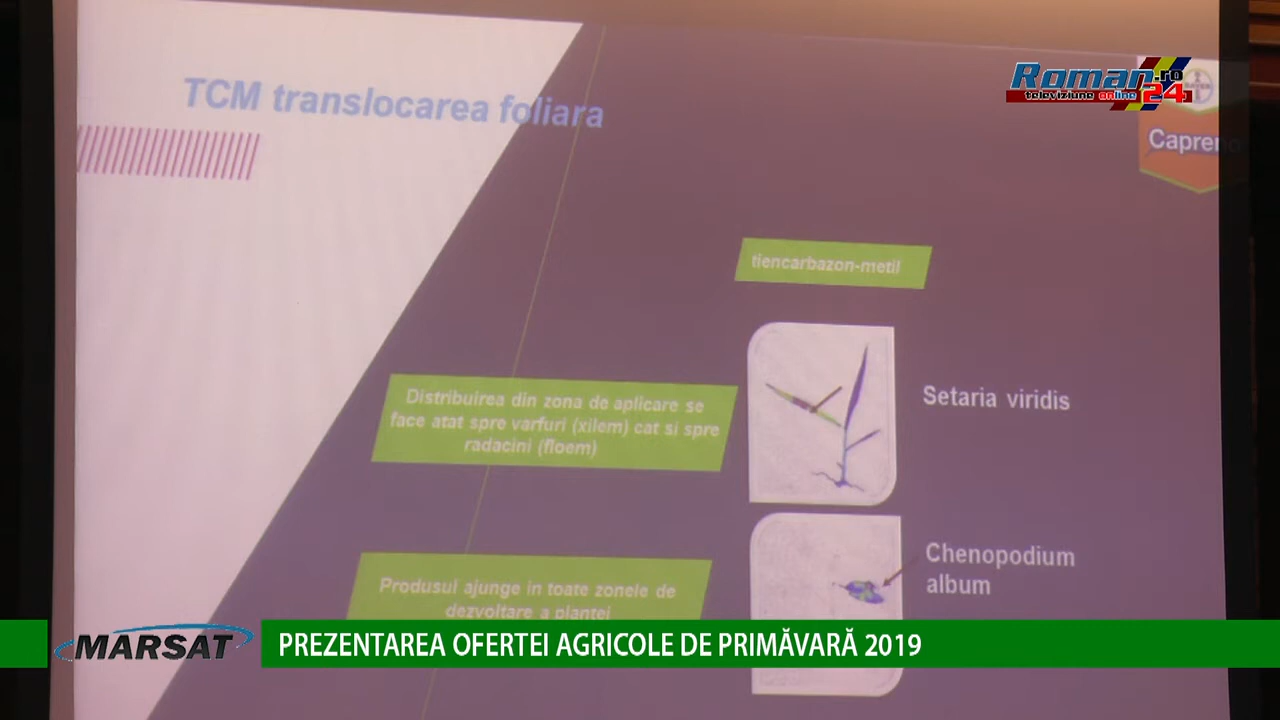 TCM translocarea foliara
Roman.ro
televiziune online 24
Capreno
tiencarbazon-metil
Distribuirea din zona de aplicare se
face atat spre varfuri (xilem) cat si spre
radacini (floem)
Setaria viridis
Produsul ajunge in toate zonele de
dezvoltare a plantei
Chenopodium
album
MARSAT
PREZENTAREA OFERTEI AGRICOLE DE PRIMĂVARĂ 2019